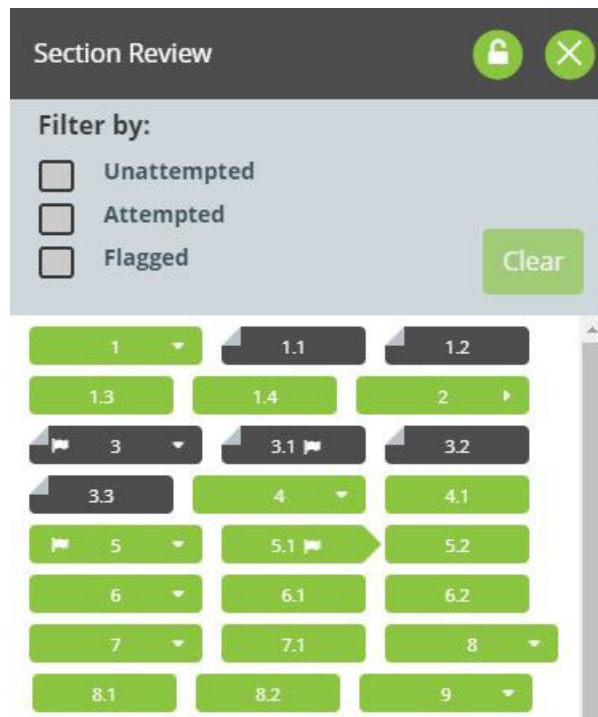 Section Review
Filter by:
Unattempted
Attempted
Flagged
Clear
1 1.1 1.2
1.3 1.4 2
3 3.1 3.2
3.3 4 4.1
5 5.1 5.2
6 6.1 6.2
7 7.1 8
8.1 8.2 9